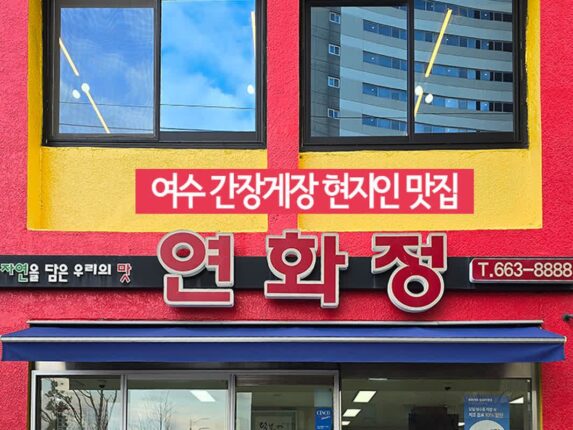 여수 간장게장 현지인 맛집
자연을 담은 우리의 맛
연화정
T.663-8888